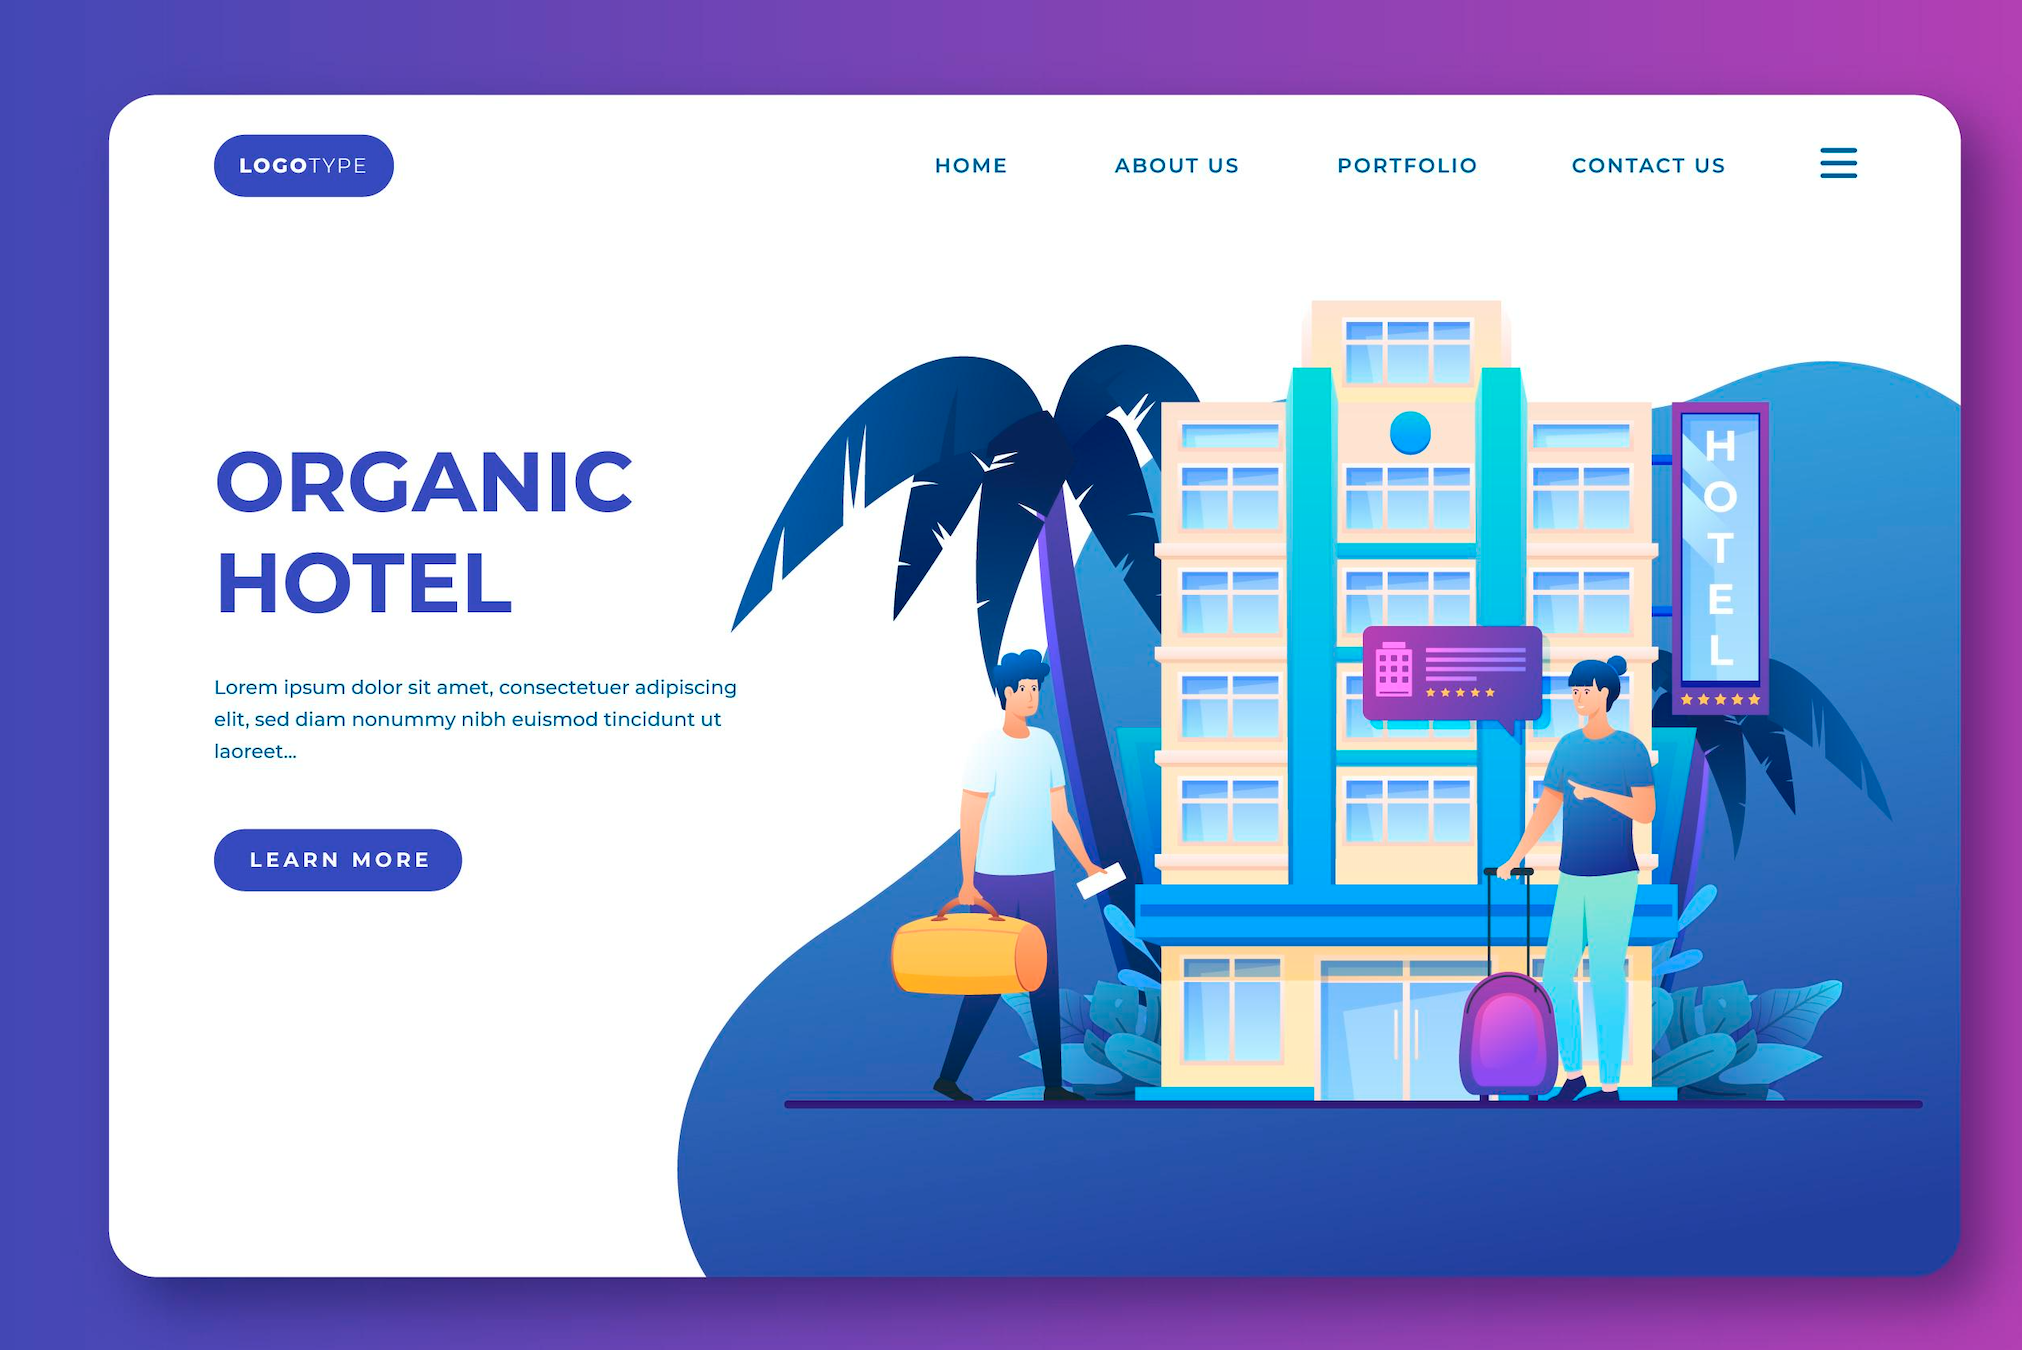 LOGOTYPE
HOME
ABOUT US
PORTFOLIO
CONTACT US
ORGANIC
HOTEL
Lorem ipsum dolor sit amet, consectetuer adipiscing
elit, sed diam nonummy nibh euismod tincidunt ut
laoreet...
LEARN MORE
HOTEL